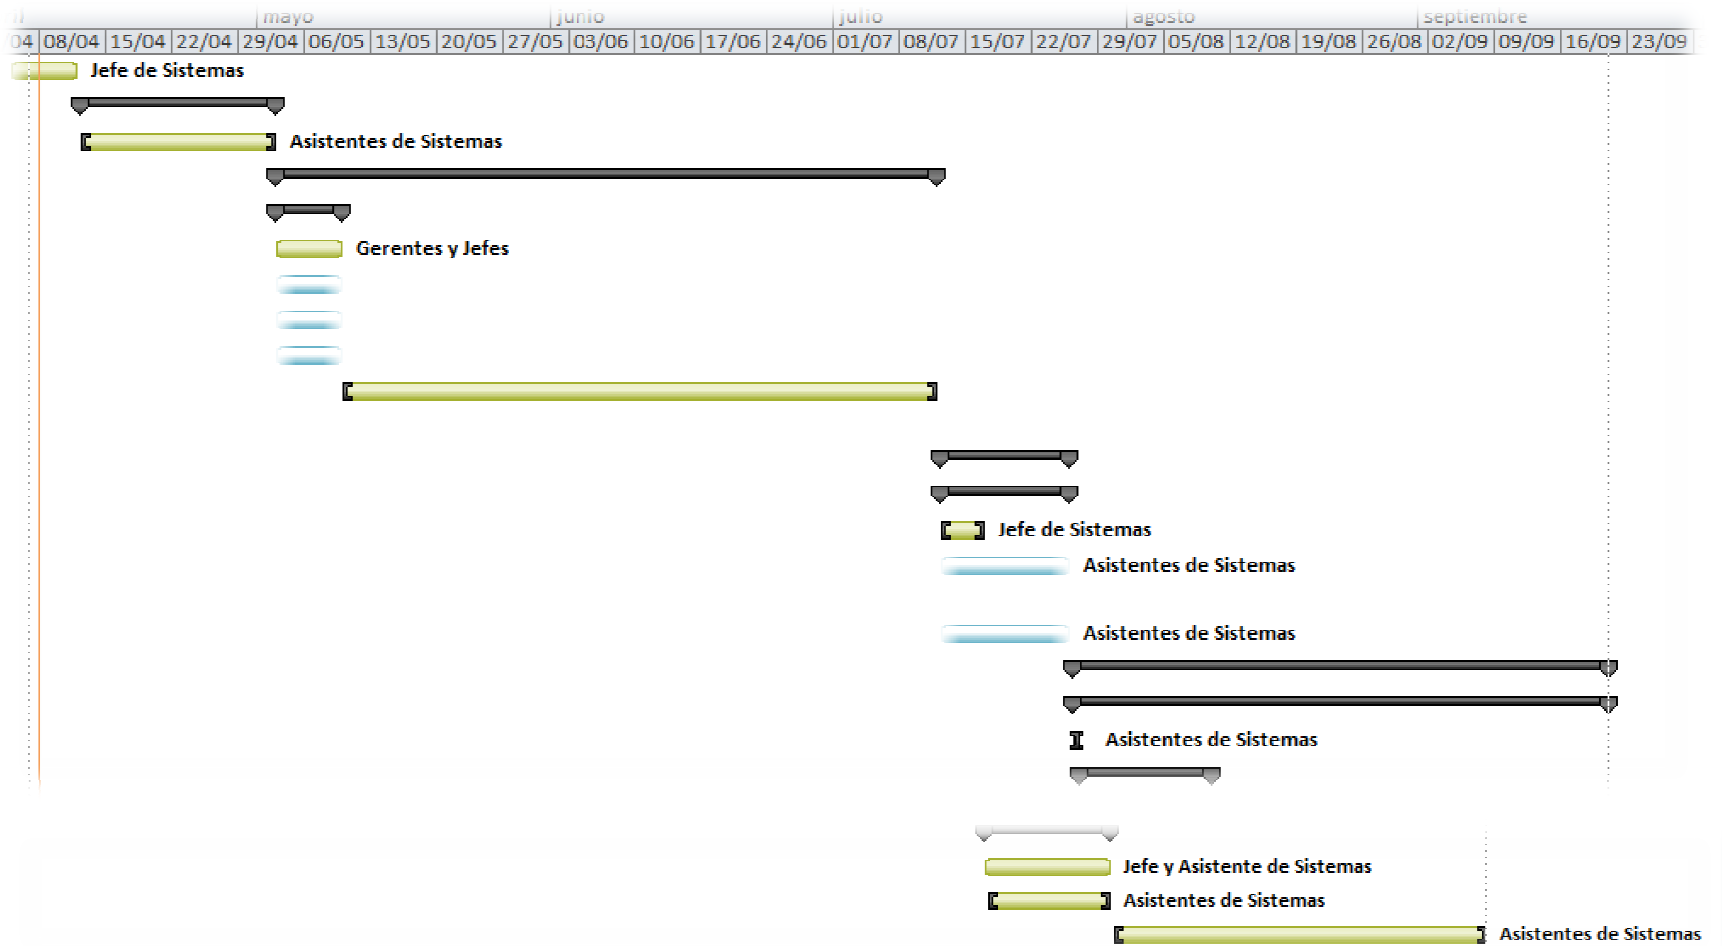 mayo junio julio agosto septiembre
04 08/04 15/04 22/04 29/04 06/05 13/05 20/05 27/05 03/06 10/06 17/06 24/06 01/07 08/07 15/07 22/07 29/07 05/08 12/08 19/08 26/08 02/09 09/09 16/09 23/09
Jefe de Sistemas
Asistentes de Sistemas
Gerentes y Jefes
Jefe de Sistemas
Asistentes de Sistemas
Asistentes de Sistemas
Asistentes de Sistemas
Jefe y Asistente de Sistemas
Asistentes de Sistemas
Asistentes de Sistemas